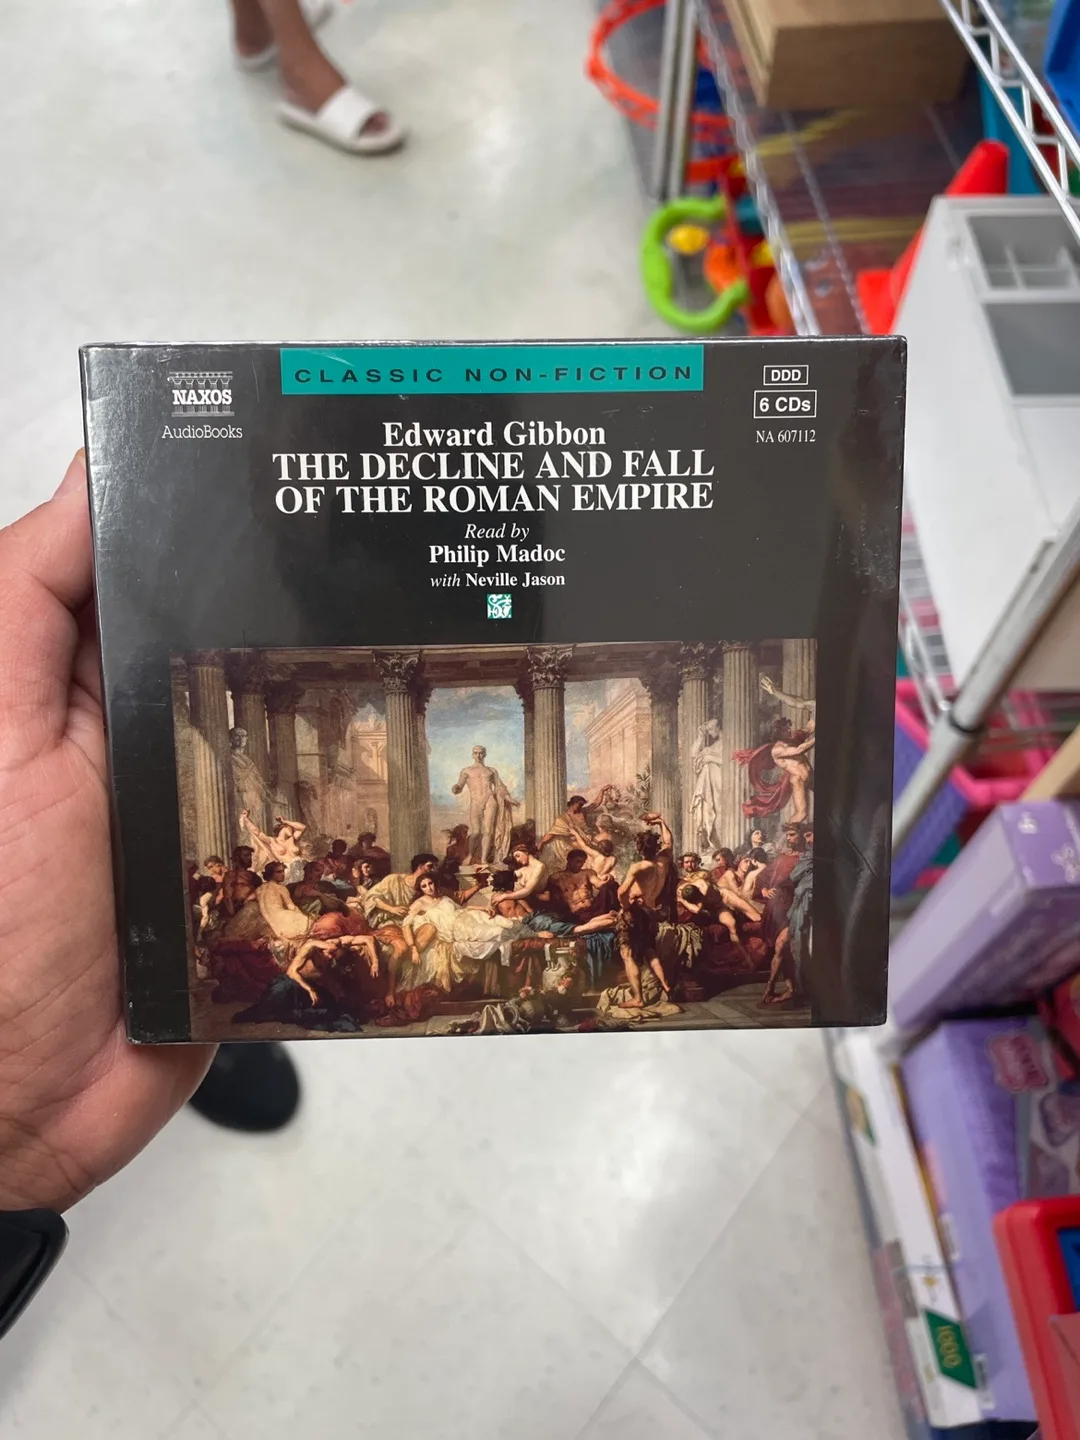 CLASSIC NON-FICTION
NAXOS
AudioBooks
DDD
6 CDs
NA 607112
Edward Gibbon
THE DECLINE AND FALL
OF THE ROMAN EMPIRE
Read by
Philip Madoc
with Neville Jason
1000